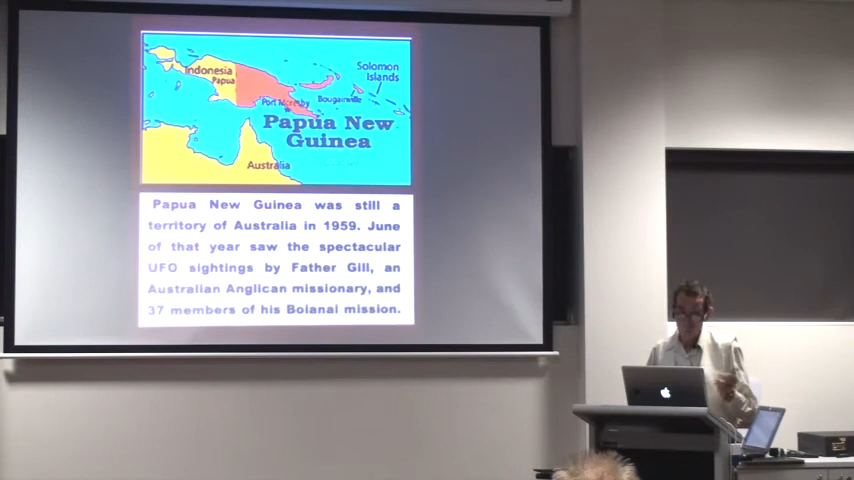 Indonesia
Papua
Solomon
Islands
Port Moresby
Bougainville
Papua New
Guinea
Australia
Papua New Guinea was still a
territory of Australia in 1959. June
of that year saw the spectacular
UFO sightings by Father Gill, an
Australian Anglican missionary, and
37 members of his Boianai mission.